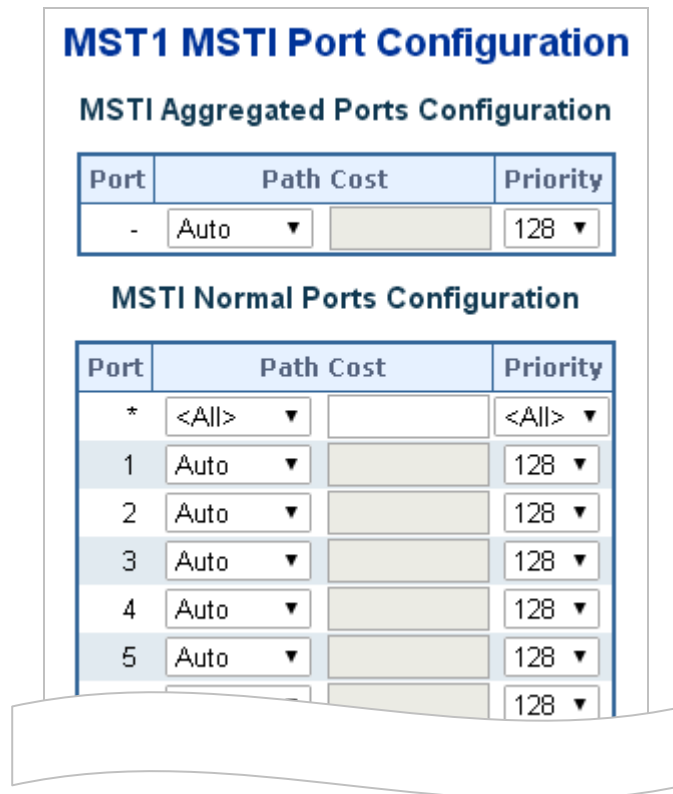 MST1 MSTI Port Configuration
MSTI Aggregated Ports Configuration
Port Path Cost Priority
- Auto 128
MSTI Normal Ports Configuration
Port Path Cost Priority
* <All> <All>
1 Auto 128
2 Auto 128
3 Auto 128
4 Auto 128
5 Auto 128
128